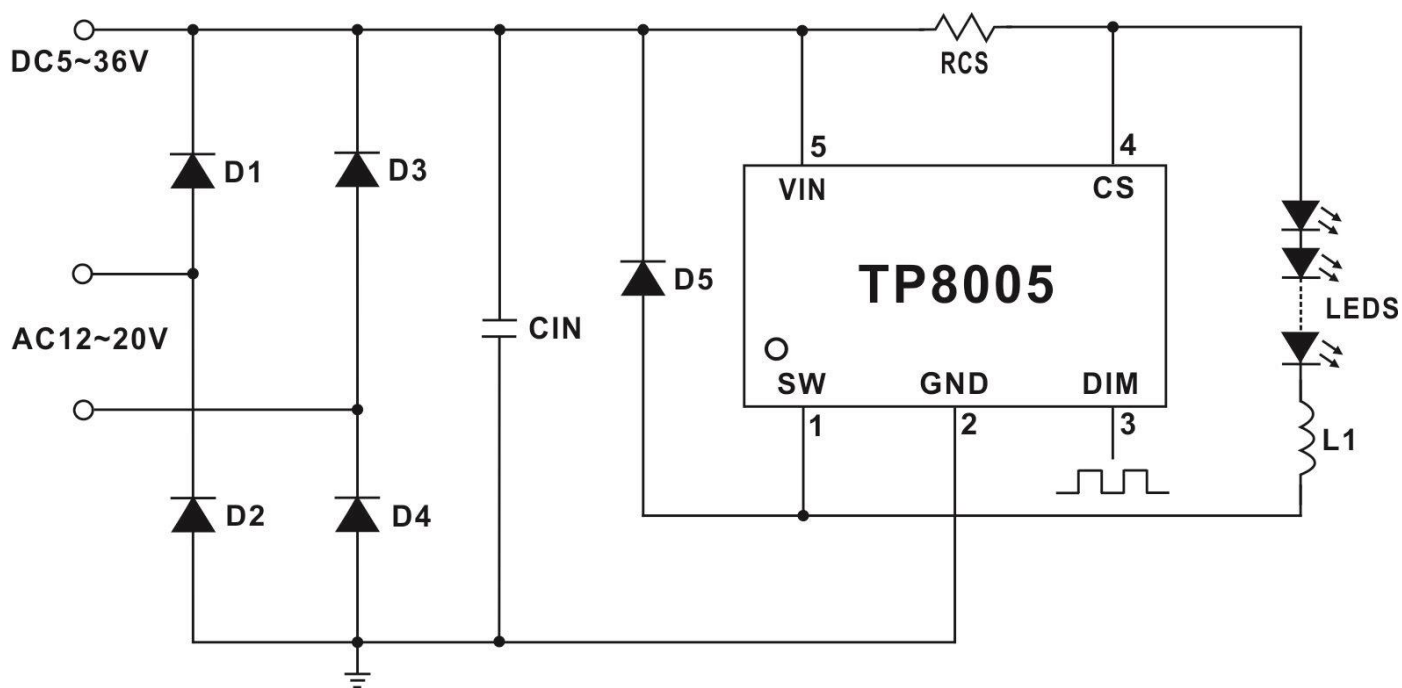 DC5~36V
RCS
5
4
D1
D3
VIN
CS
D5
TP8005
AC12~20V
CIN
LEDS
SW
GND
DIM
1
2
3
L1
D2
D4